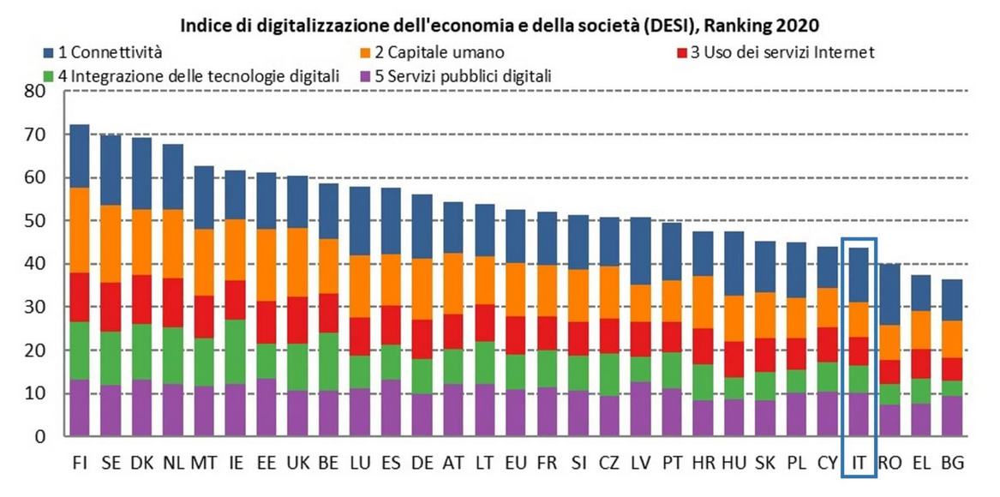 Indice di digitalizzazione dell'economia e della società (DESI), Ranking 2020
1 Connettività 2 Capitale umano 3 Uso dei servizi Internet
4 Integrazione delle tecnologie digitali 5 Servizi pubblici digitali
80
70
60
50
40
30
20
10
0
FI SE DK NL MT IE EE UK BE LU ES DE AT LT EU FR SI CZ LV PT HR HU SK PL CY IT RO EL BG